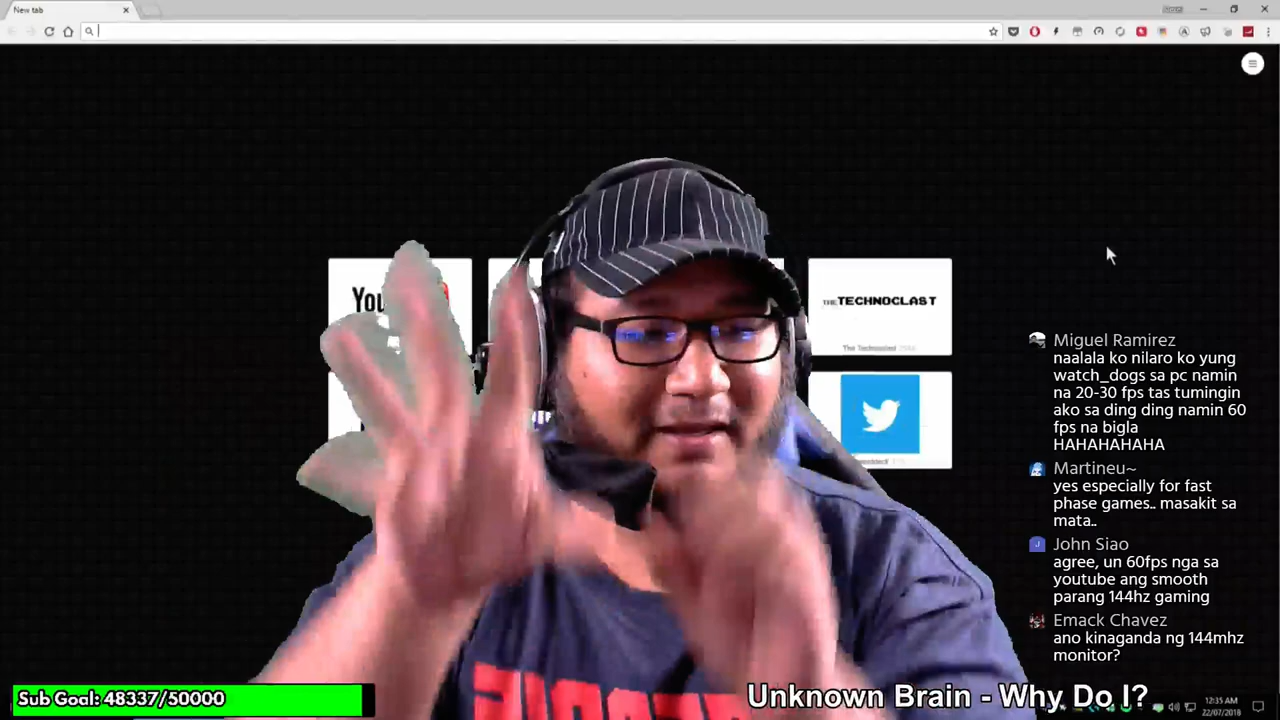 New tab
THETECHNOCLAST
The Technoclast
Miguel Ramirez
naalala ko nilaro ko yung
watch_dogs sa pc namin
na 20-30 fps tas tumingin
ako sa ding ding namin 60
fps na bigla
HAHAHAHAHA
Martineu~
yes especially for fast
phase games.. masakit sa
mata..
John Siao
agree, un 60fps nga sa
youtube ang smooth
parang 144hz gaming
Emack Chavez
ano kinaganda ng 144mhz
monitor?
Sub Goal: 48337/50000
Unknown Brain - Why Do I?
12:35 AM
22/07/2018